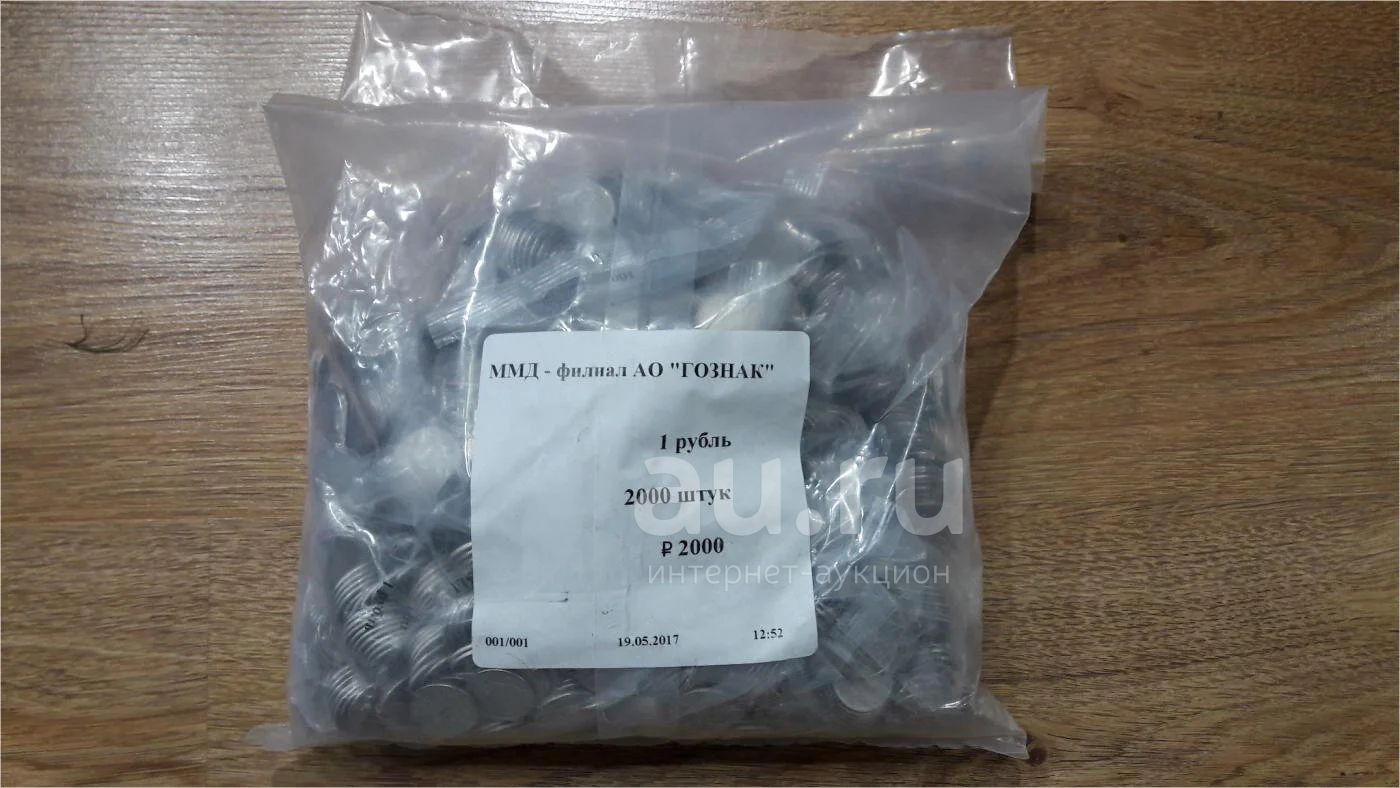 ММД - филиал АО "ГОЗНАК"
1 рубль
2000 штук
₽ 2000
001/001
19.05.2017
12:52
au.ru
интернет-аукцион